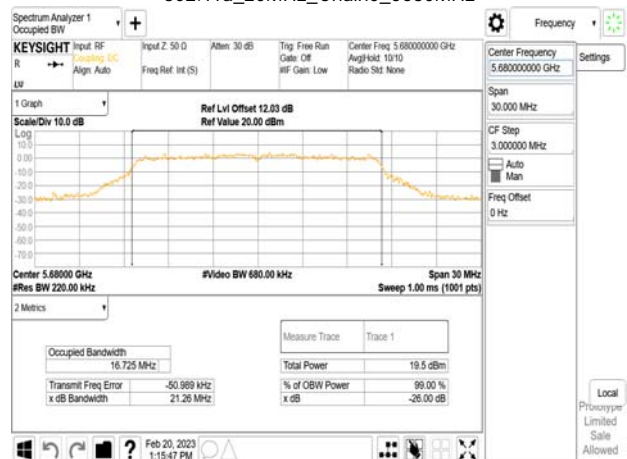 Spectrum Analyzer 1
Occupied BW
+
Frequency
KEYSIGHT
R
Input: RF
Coupling: DC
Align: Auto
Input Z: 50 Ω
Freq Ref: Int (S)
Atten: 30 dB
Trig: Free Run
Gate: Off
#IF Gain: Low
Center Freq: 5.680000000 GHz
Avg|Hold: 10/10
Radio Std: None
Center Frequency
5.680000000 GHz
Settings
Span
30.000 MHz
CF Step
3.000000 MHz
Auto
Man
Freq Offset
0 Hz
1 Graph
Scale/Div 10.0 dB
Ref Lvl Offset 12.03 dB
Ref Value 20.00 dBm
Log
10.0
0.00
-10.0
-20.0
-30.0
-40.0
-50.0
-60.0
-70.0
Center 5.68000 GHz
#Res BW 220.00 kHz
#Video BW 680.00 kHz
Span 30 MHz
Sweep 1.00 ms (1001 pts)
2 Metrics
Measure Trace
Trace 1
Occupied Bandwidth
16.725 MHz
Total Power
19.5 dBm
Transmit Freq Error
-50.989 kHz
% of OBW Power
99.00 %
x dB Bandwidth
21.26 MHz
x dB
-26.00 dB
Local
Prototype
Limited
Sale
Allowed
?
Feb 20, 2023
1:15:47 PM